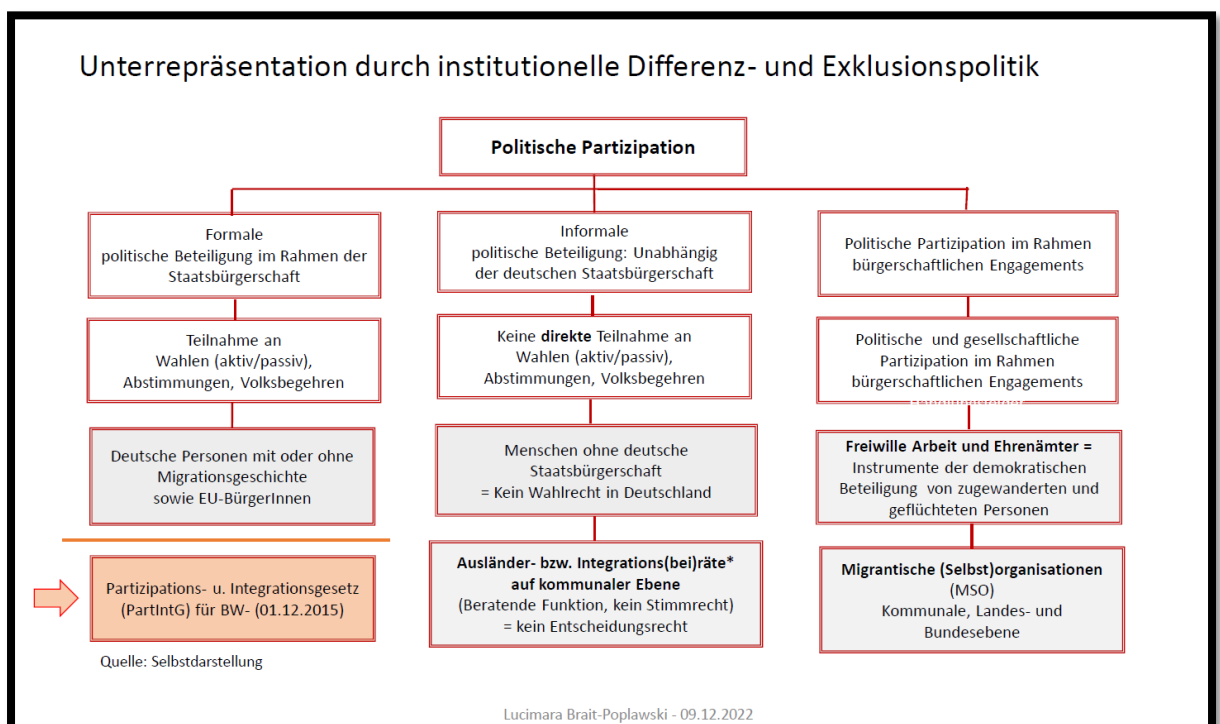 Unterrepräsentation durch institutionelle Differenz- und Exklusionspolitik
Politische Partizipation
Formale
politische Beteiligung im Rahmen der
Staatsbürgerschaft
Teilnahme an
Wahlen (aktiv/passiv),
Abstimmungen, Volksbegehren
Deutsche Personen mit oder ohne
Migrationsgeschichte
sowie EU-BürgerInnen
Partizipations- u. Integrationsgesetz
(PartIntG) für BW- (01.12.2015)
Quelle: Selbstdarstellung
Informale
politische Beteiligung: Unabhängig
der deutschen Staatsbürgerschaft
Keine direkte Teilnahme an
Wahlen (aktiv/passiv),
Abstimmungen, Volksbegehren
Menschen ohne deutsche
Staatsbürgerschaft
= Kein Wahlrecht in Deutschland
Ausländer- bzw. Integrations(bei)räte*
auf kommunaler Ebene
(Beratende Funktion, kein Stimmrecht)
= kein Entscheidungsrecht
Politische Partizipation im Rahmen
bürgerschaftlichen Engagements
Politische und gesellschaftliche
Partizipation im Rahmen
bürgerschaftlichen Engagements
Freiwille Arbeit und Ehrenämter =
Instrumente der demokratischen
Beteiligung von zugewanderten und
geflüchteten Personen
Migrantische (Selbst)organisationen
(MSO)
Kommunale, Landes- und
Bundesebene
Lucimara Brait-Poplawski - 09.12.2022